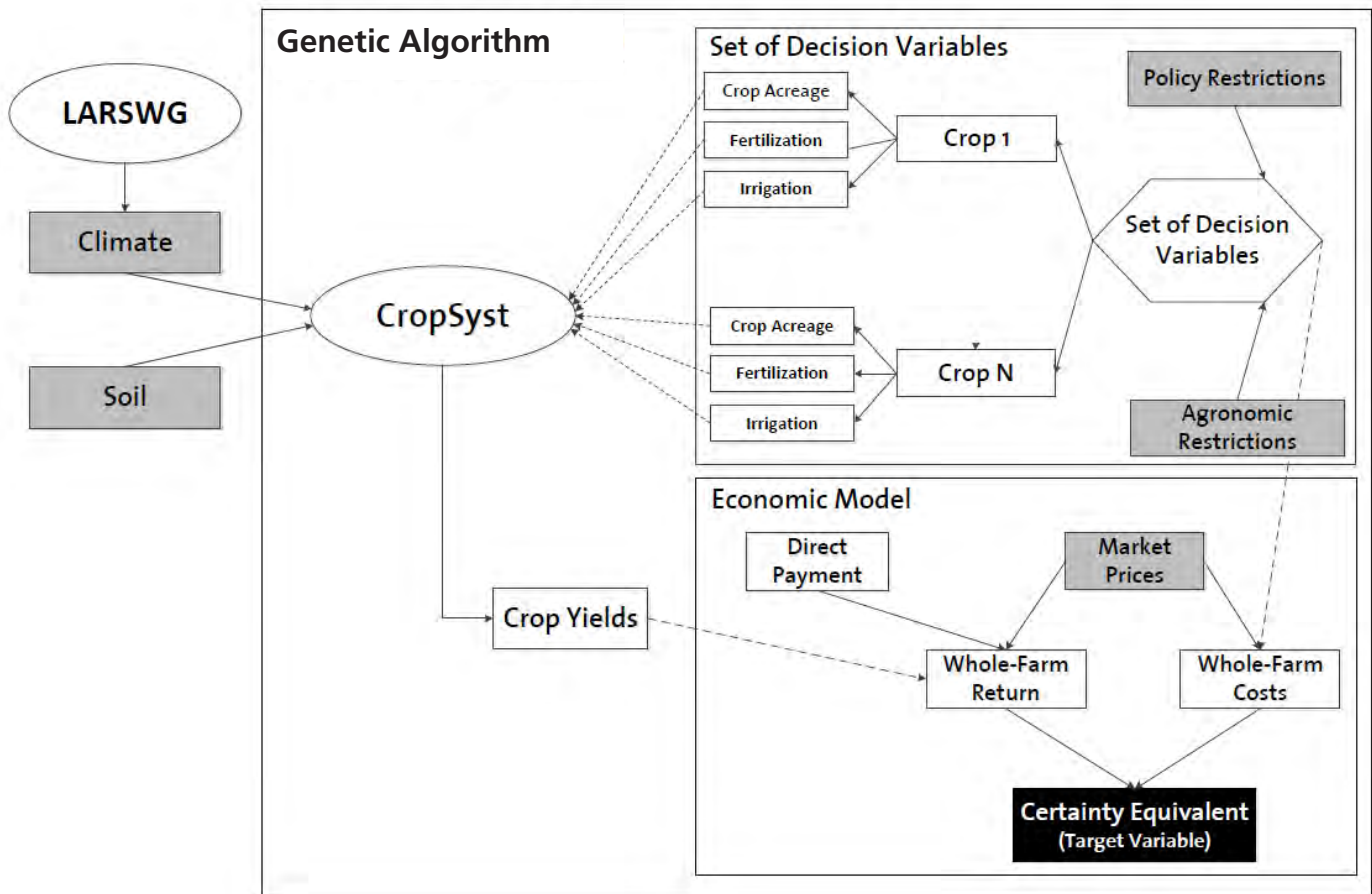 Genetic Algorithm
LARSWG
Climate
Soil
CropSyst
Crop Yields
Set of Decision Variables
Crop Acreage
Fertilization
Irrigation
Crop 1
Crop Acreage
Fertilization
Irrigation
Crop N
Policy Restrictions
Set of Decision
Variables
Agronomic
Restrictions
Economic Model
Direct
Payment
Market
Prices
Whole-Farm
Return
Whole-Farm
Costs
Certainty Equivalent
(Target Variable)